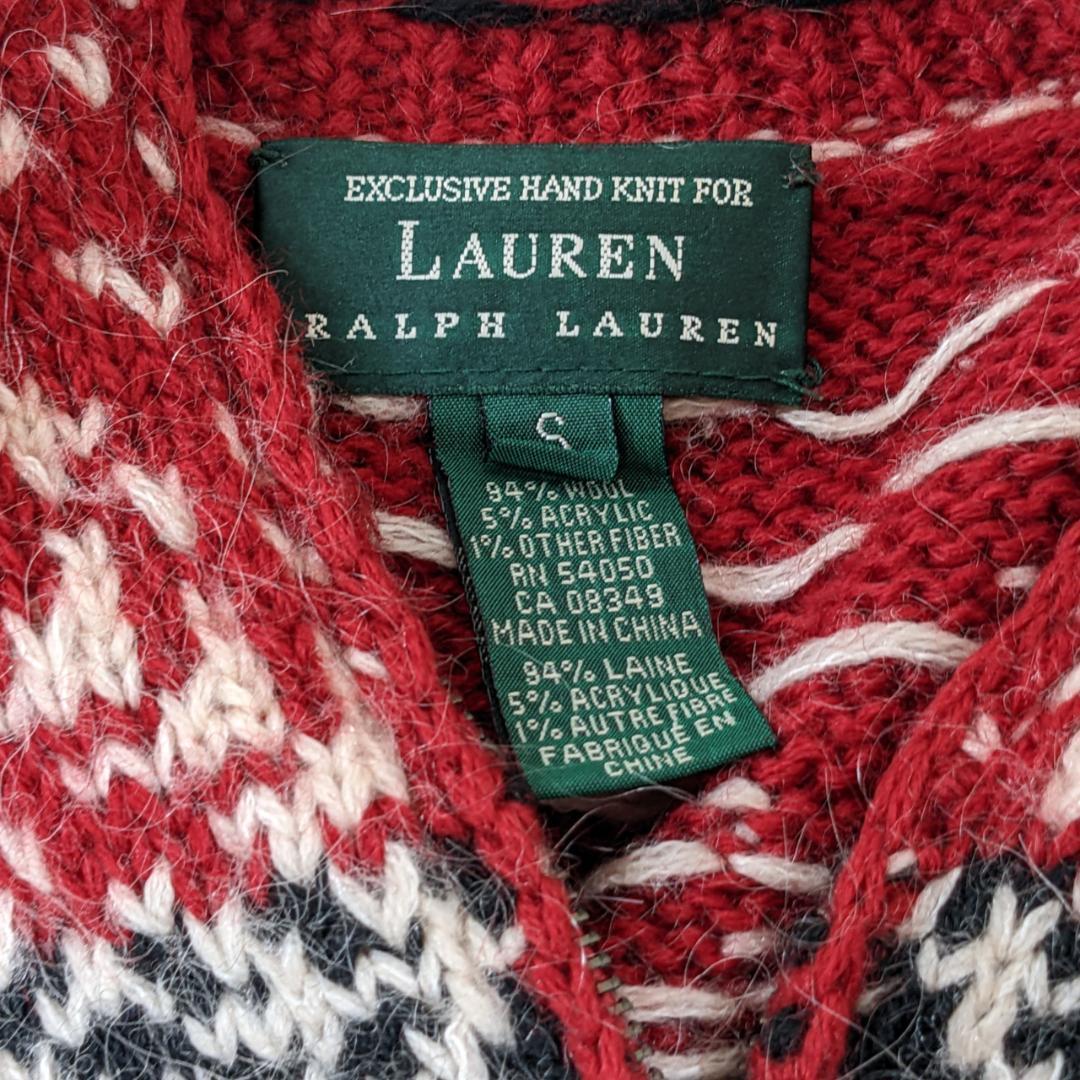 EXCLUSIVE HAND KNIT FOR
LAUREN
RALPH LAUREN
S
94% WOOL
5% ACRYLIC
1% OTHER FIBER
RN 54050
CA 08349
MADE IN CHINA
94% LAINE
5% ACRYLIQUE
1% AUTRE FIBRE
FABRIQUE EN
CHINE